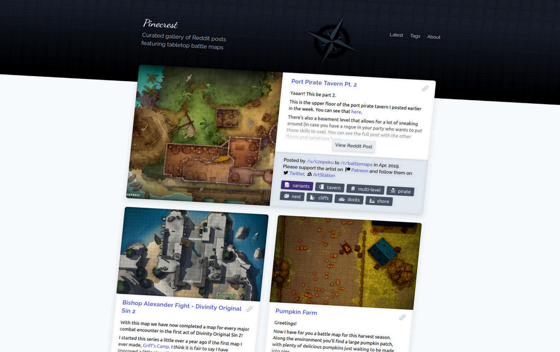 Pinecrest
Curated gallery of Reddit posts
featuring tabletop battle maps
Latest
Tags
About
Port Pirate Tavern Pt. 2
Yaaarr! This be part 2.
This is the upper floor of the port pirate tavern I posted earlier
in the week. You can see that here.
There's also a basement level that allows for a lot of sneaking
around (in case you have a rogue in your party who wants to put
those skills to use). You can see the full post with the other
View Reddit Post
Posted by /u/szepeku to /r/battlemaps in Apr, 2019.
Please support the artist on Patreon and follow them on
Twitter, ArtStation
variants
tavern
multi-level
pirate
cliffs
docks
shore
Bishop Alexander Fight - Divinity Original
Sin 2
With this map we have now completed a map for every major
combat encounter in the first act of Divinity Original Sin 2!
I started this series a little over a year ago if the first map I
ever made, Griff's Camp. I think it is fair to say I have
Pumpkin Farm
Greetings!
Now I have for you a battle map for this harvest season.
Along the environment you'll find a large pumpkin patch,
with plenty of delicious pumpkins just waiting to be made